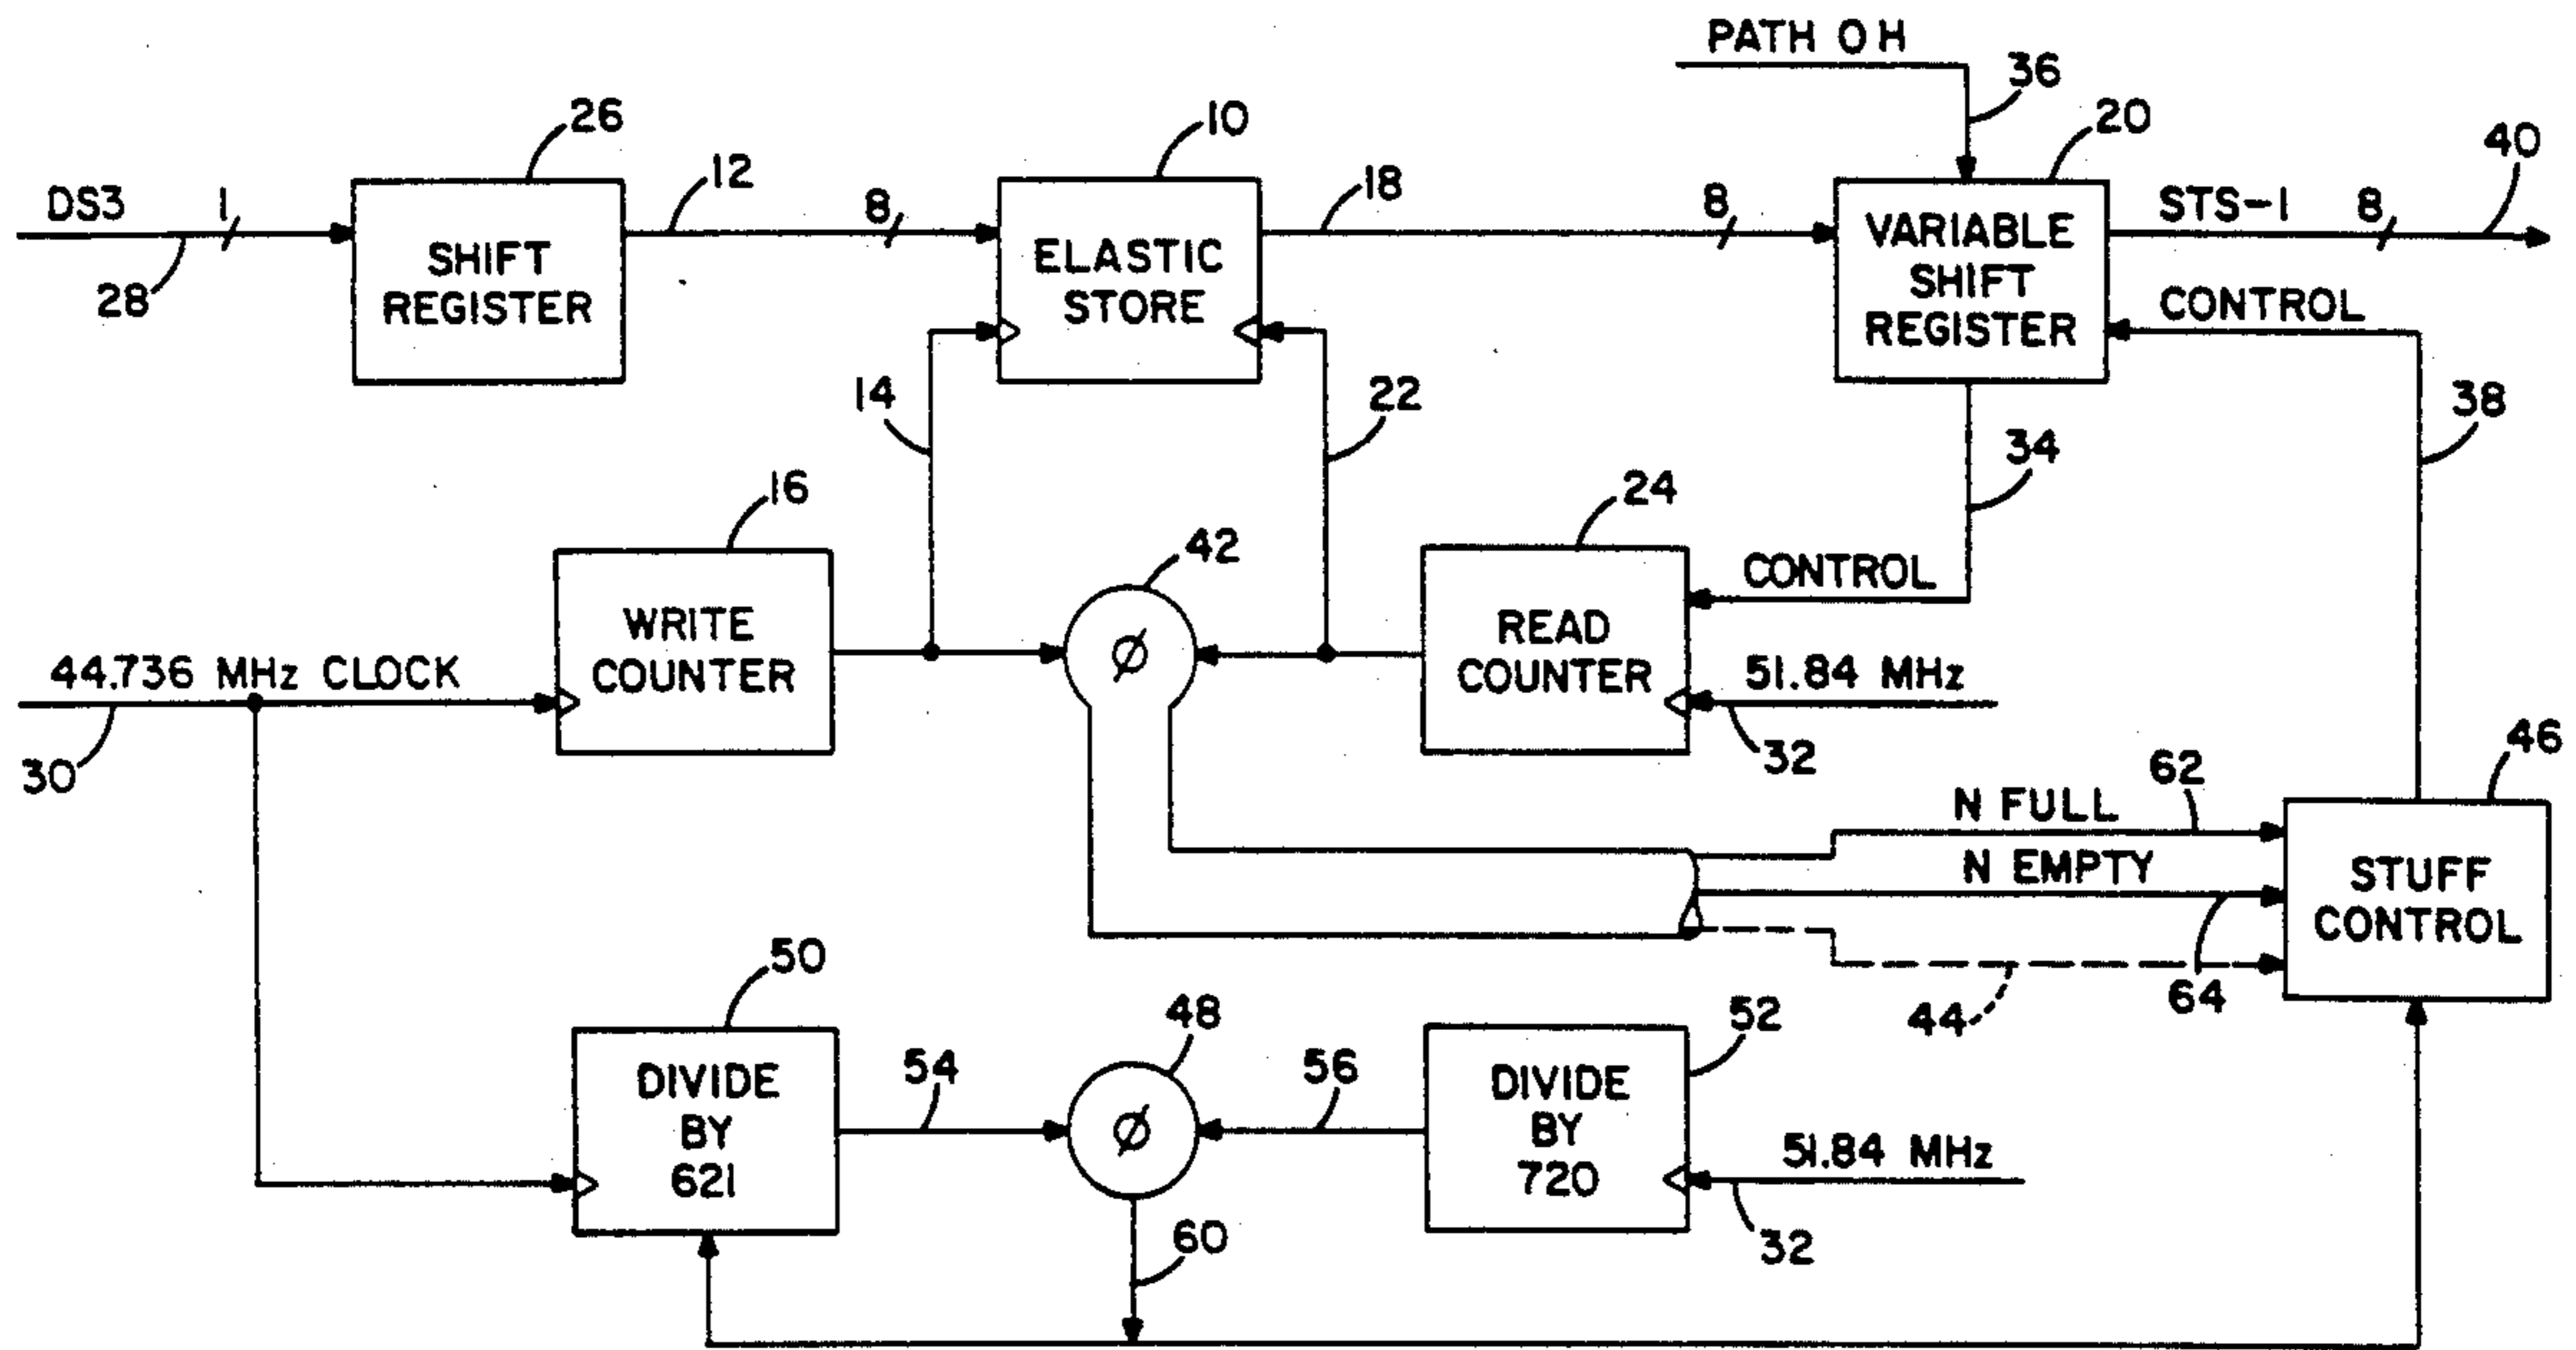 PATH OH
36
26
10
20
40
DS3
1
12
8
18
8
STS-1
8
SHIFT
REGISTER
ELASTIC
STORE
VARIABLE
SHIFT
REGISTER
CONTROL
28
14
22
38
34
16
42
24
CONTROL
WRITE
COUNTER
Ø
READ
COUNTER
44.736 MHz CLOCK
51.84 MHz
30
32
46
62
N FULL
N EMPTY
STUFF
CONTROL
64
44
50
48
52
DIVIDE
BY
621
54
Ø
56
DIVIDE
BY
720
51.84 MHz
60
32